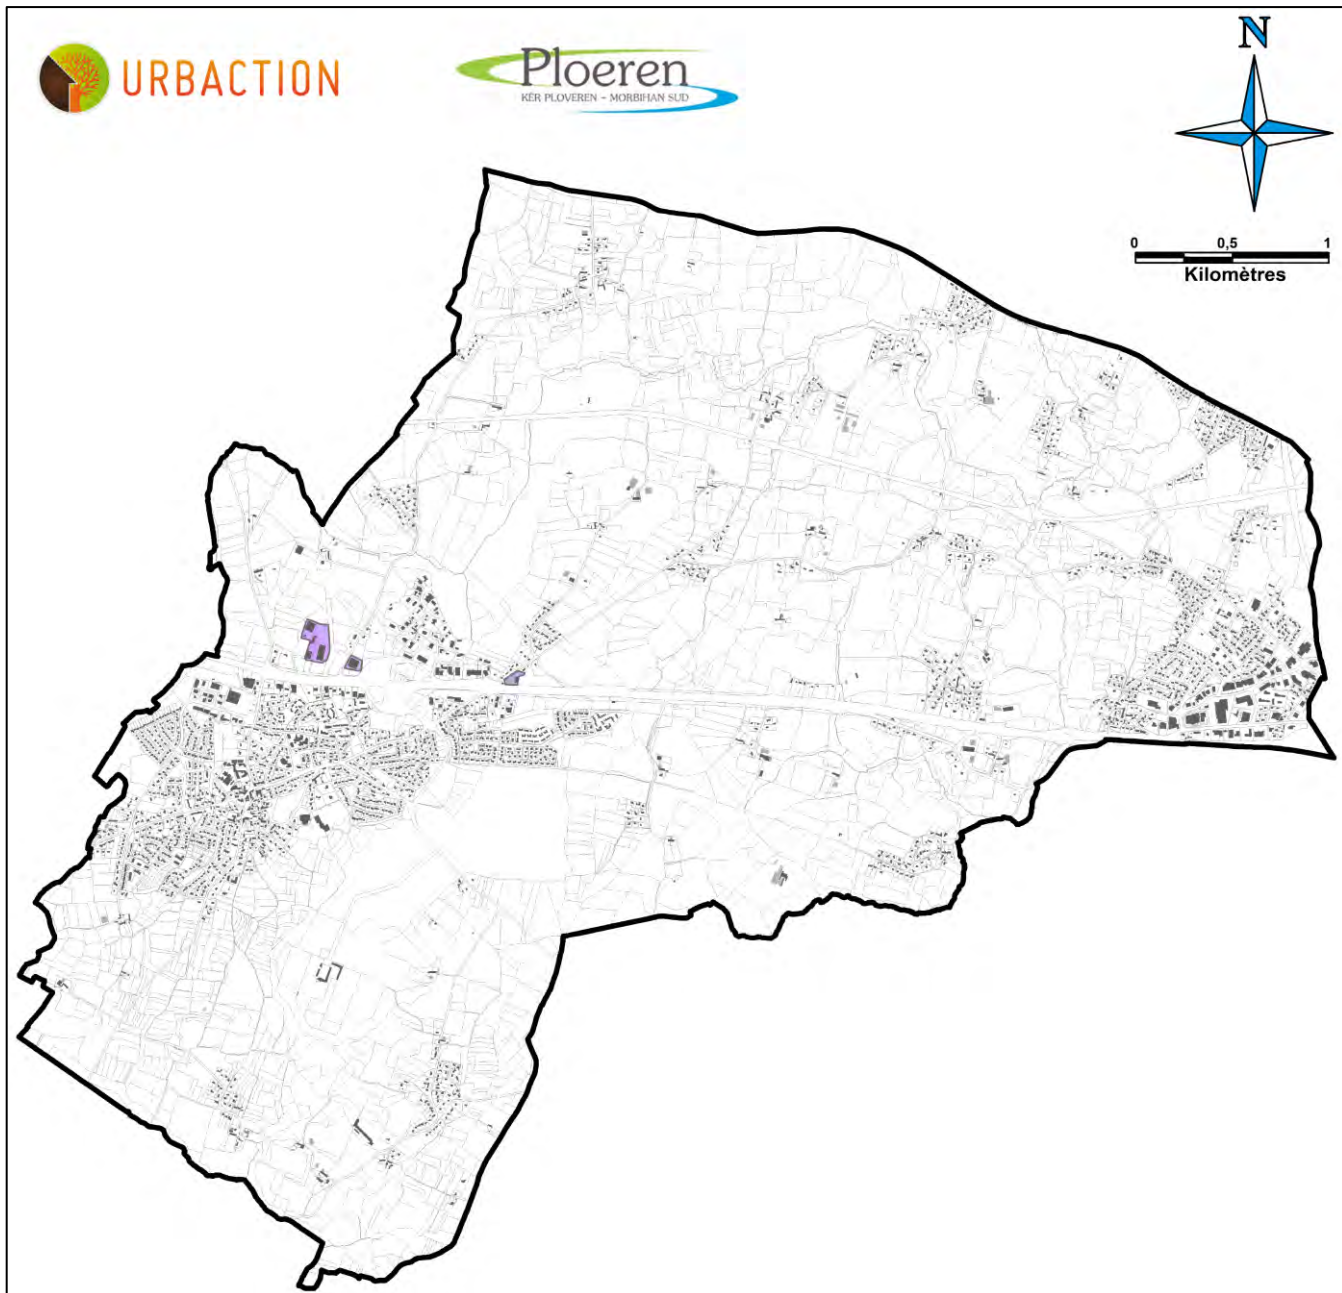 URBACTION
Ploeren
KER PLOVEREN - MORBIHAN SUD
N
0 0,5 1
Kilomètres